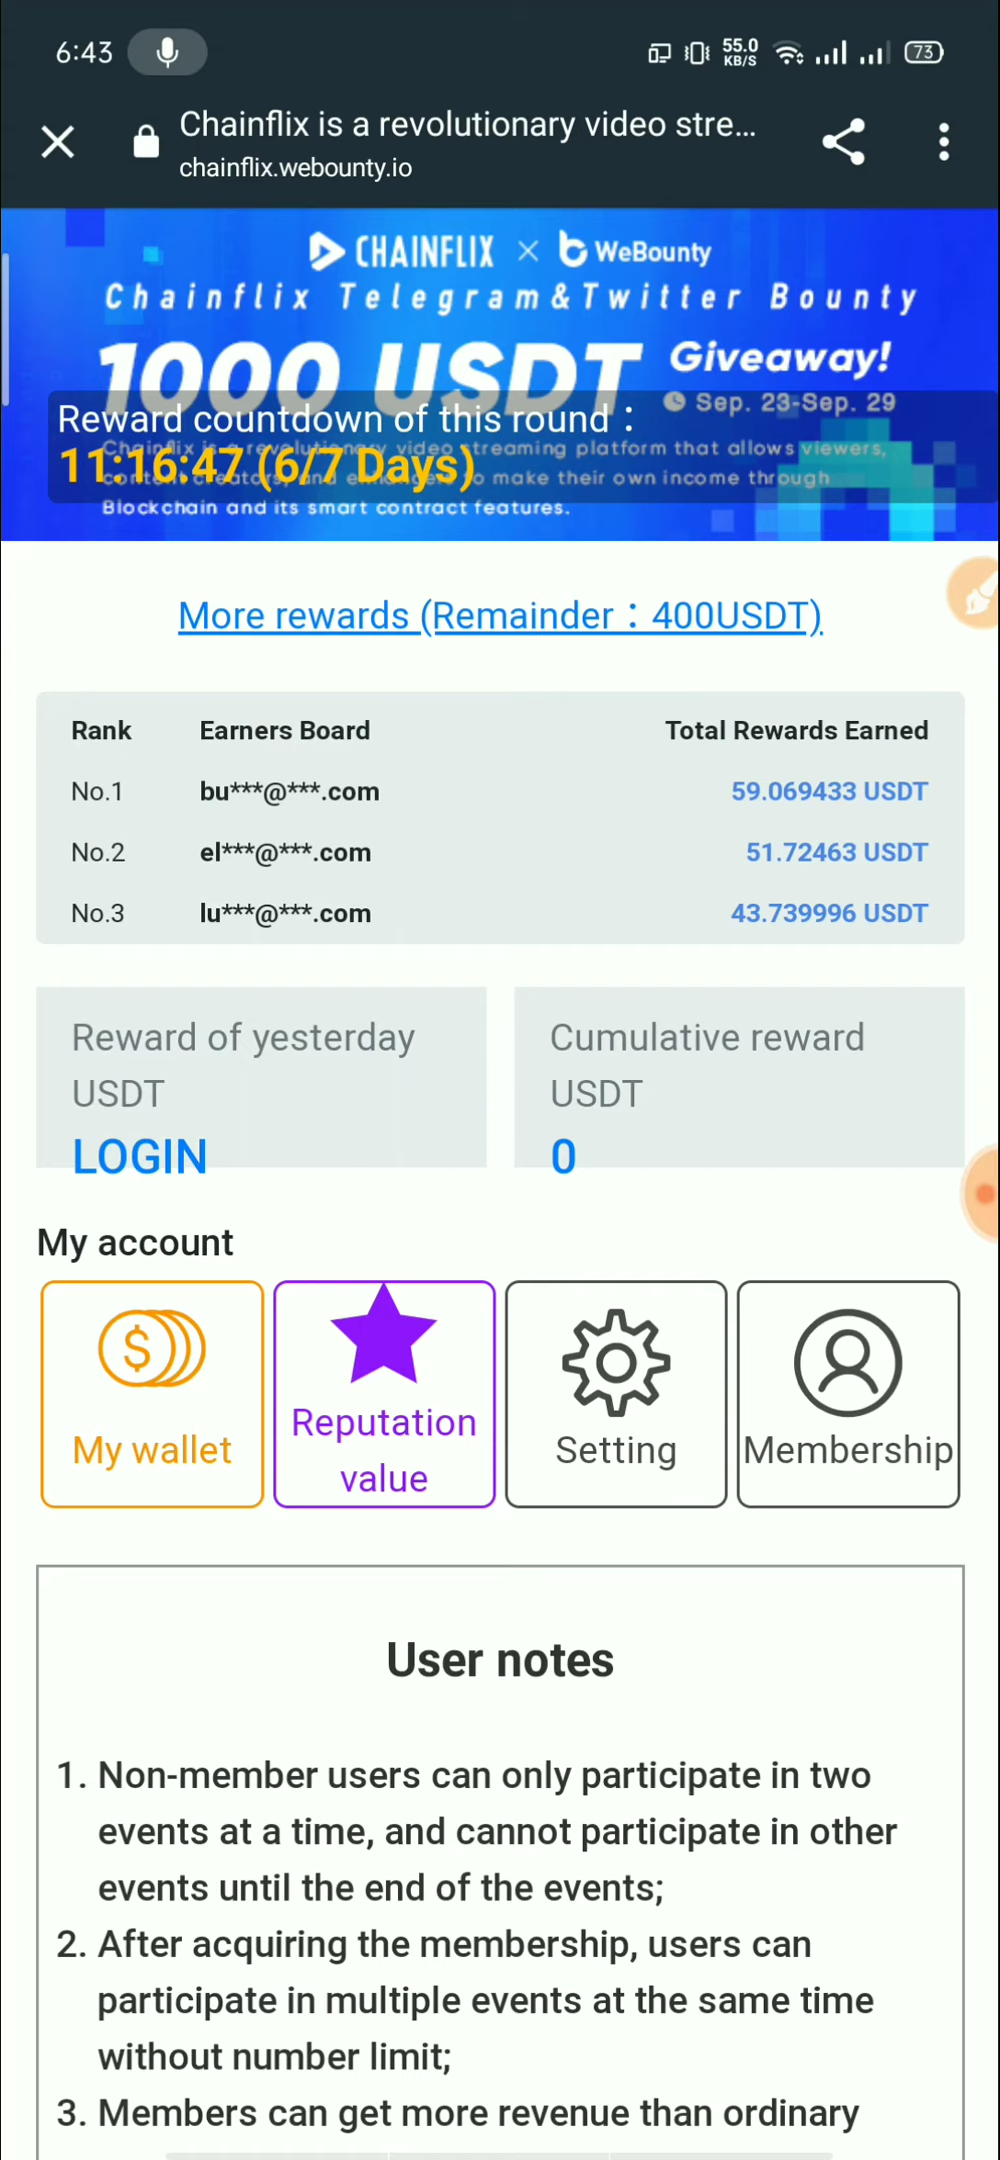 6:43
55.0
KB/S
73
Chainflix is a revolutionary video stre...
chainflix.webounty.io
CHAINFLIX × WeBounty
Chainflix Telegram&Twitter Bounty
1000 USDT Giveaway!
Sep. 23-Sep. 29
Reward countdown of this round：
Chainflix is a revolutionary video streaming platform that allows viewers,
11:16:47 (6/7 Days)
content creators, and e to make their own income through
Blockchain and its smart contract features.
More rewards (Remainder：400USDT)
Rank Earners Board Total Rewards Earned
No.1 bu***@***.com 59.069433 USDT
No.2 el***@***.com 51.72463 USDT
No.3 lu***@***.com 43.739996 USDT
Reward of yesterday
USDT
LOGIN
Cumulative reward
USDT
0
My account
My wallet
Reputation
value
Setting
Membership
User notes
1. Non-member users can only participate in two
events at a time, and cannot participate in other
events until the end of the events;
2. After acquiring the membership, users can
participate in multiple events at the same time
without number limit;
3. Members can get more revenue than ordinary